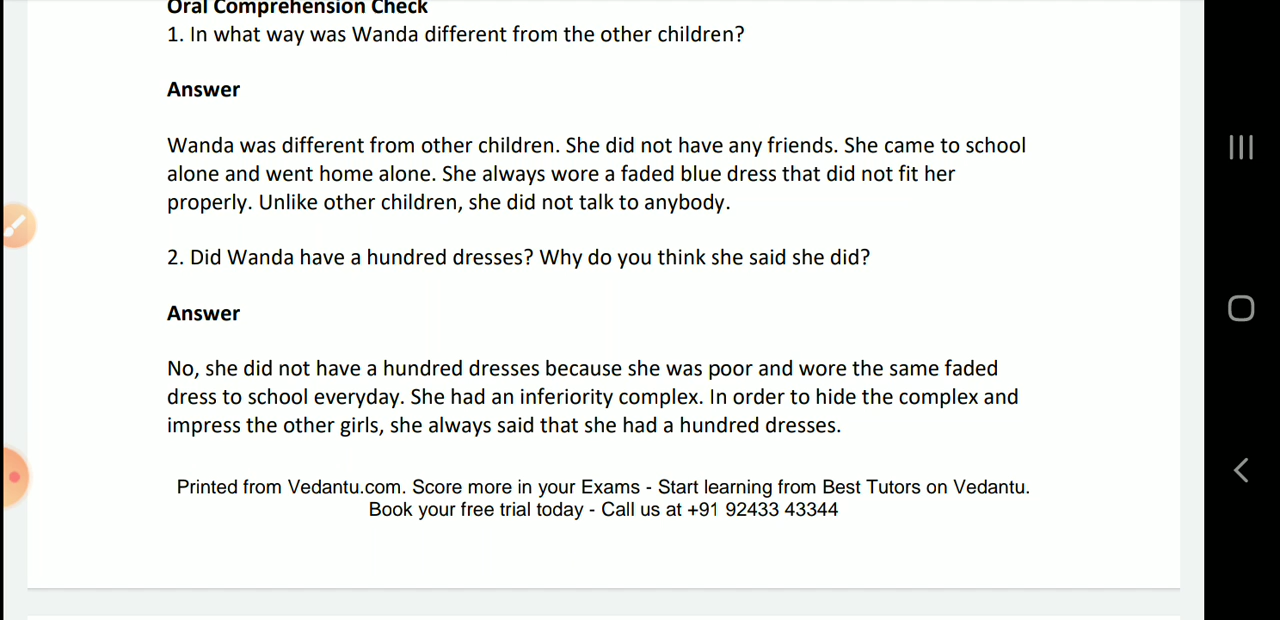 Oral Comprehension Check
1. In what way was Wanda different from the other children?
Answer
Wanda was different from other children. She did not have any friends. She came to school
alone and went home alone. She always wore a faded blue dress that did not fit her
properly. Unlike other children, she did not talk to anybody.
2. Did Wanda have a hundred dresses? Why do you think she said she did?
Answer
No, she did not have a hundred dresses because she was poor and wore the same faded
dress to school everyday. She had an inferiority complex. In order to hide the complex and
impress the other girls, she always said that she had a hundred dresses.
Printed from Vedantu.com. Score more in your Exams - Start learning from Best Tutors on Vedantu.
Book your free trial today - Call us at +91 92433 43344